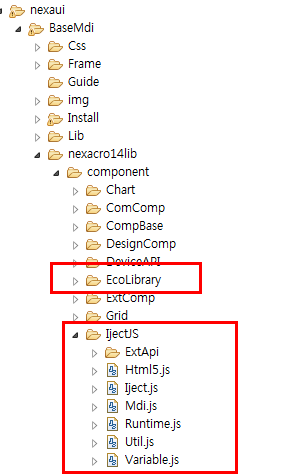 nexaui
BaseMdi
Css
Frame
Guide
img
Install
Lib
nexacro14lib
component
Chart
ComComp
CompBase
DesignComp
DeviceAPI
EcoLibrary
ExtComp
Grid
IjectJS
ExtApi
Html5.js
Iject.js
Mdi.js
Runtime.js
Util.js
Variable.js